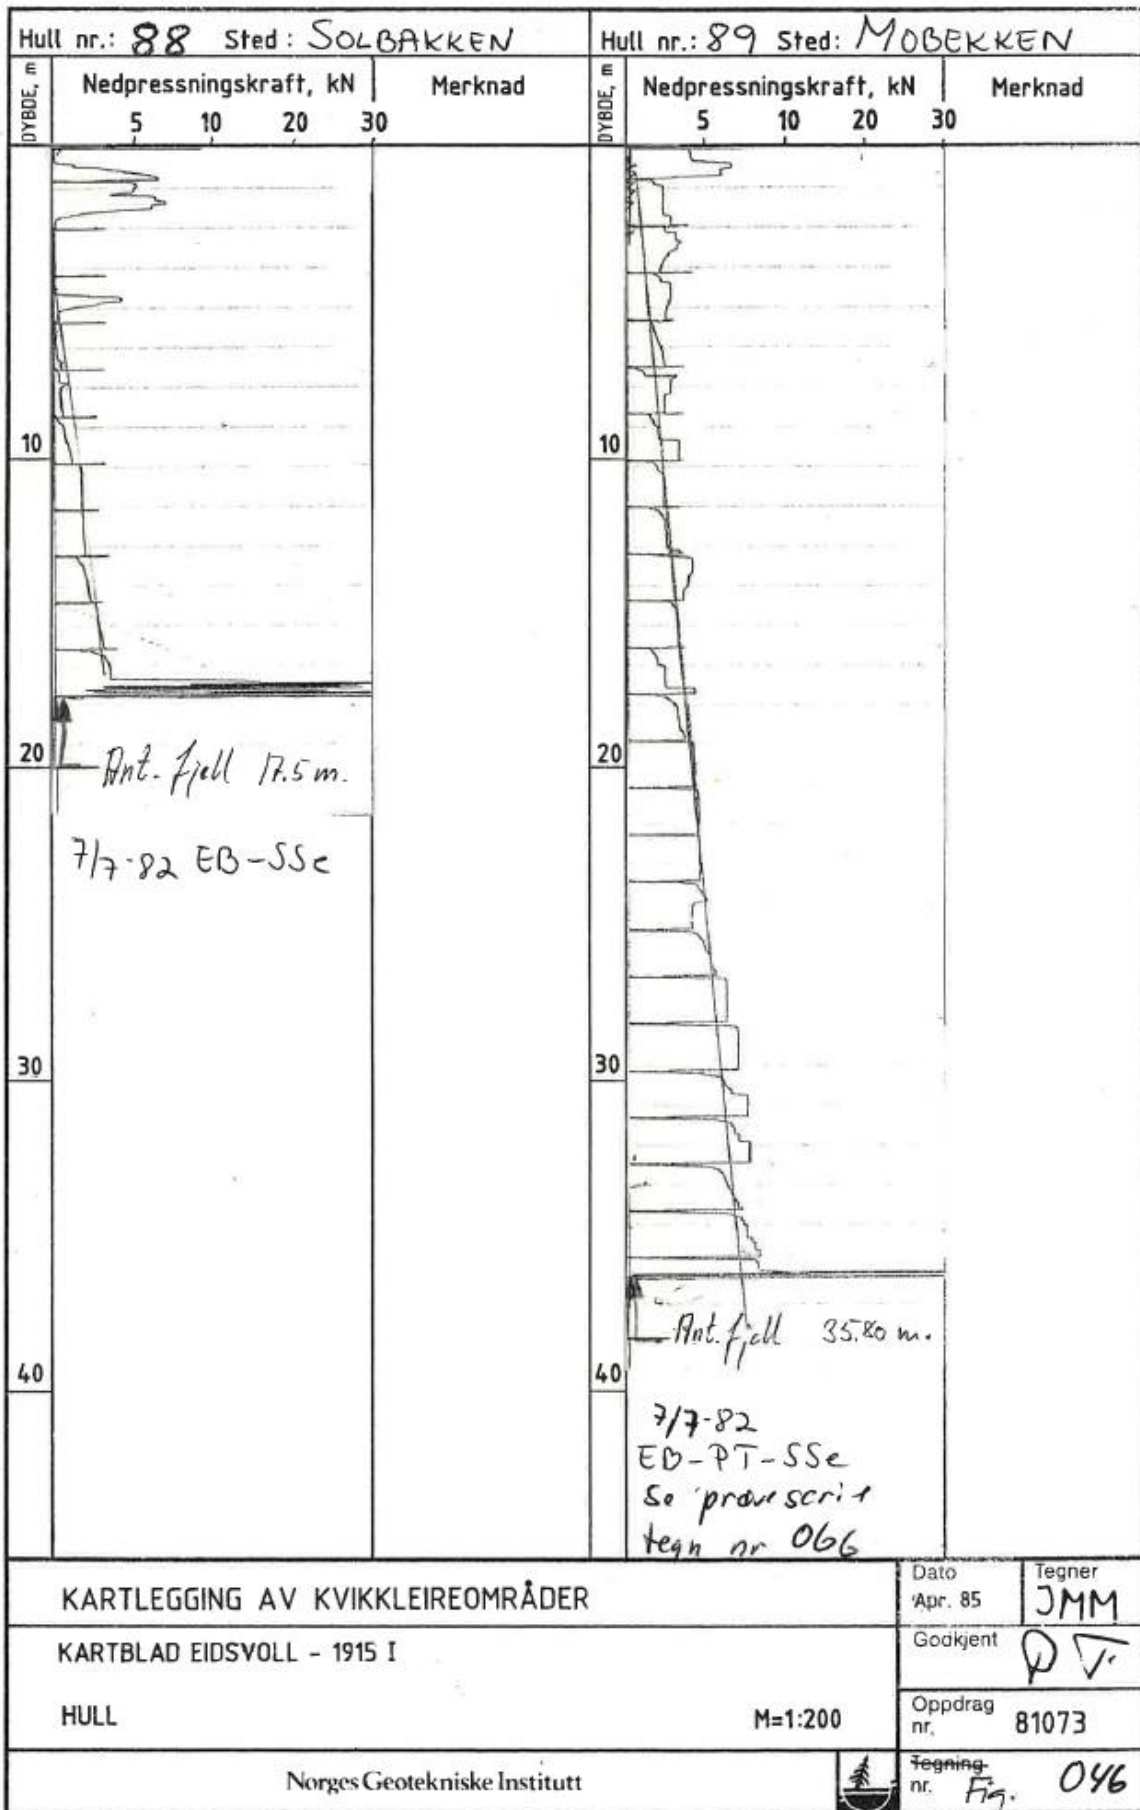 Hull nr.: 88 Sted: SOLBAKKEN
DYBDE, m
Nedpressningskraft, kN
Merknad
5 10 20 30
10
20
Ant. fjell 17.5 m.
7/7-82 EB-SSe
30
40
Hull nr.: 89 Sted: MOBEKKEN
DYBDE, m
Nedpressningskraft, kN
Merknad
5 10 20 30
10
20
30
Ant. fjell 35.80 m.
40
7/7-82
EB-PT-SSe
Se prøvescrie
tegn nr 066
KARTLEGGING AV KVIKKLEIREOMRÅDER
KARTBLAD EIDSVOLL - 1915 I
HULL M=1:200
Norges Geotekniske Institutt
Dato
Apr. 85
Tegner
JMM
Godkjent
Oppdrag
nr. 81073
Tegning
nr. Fig. 046